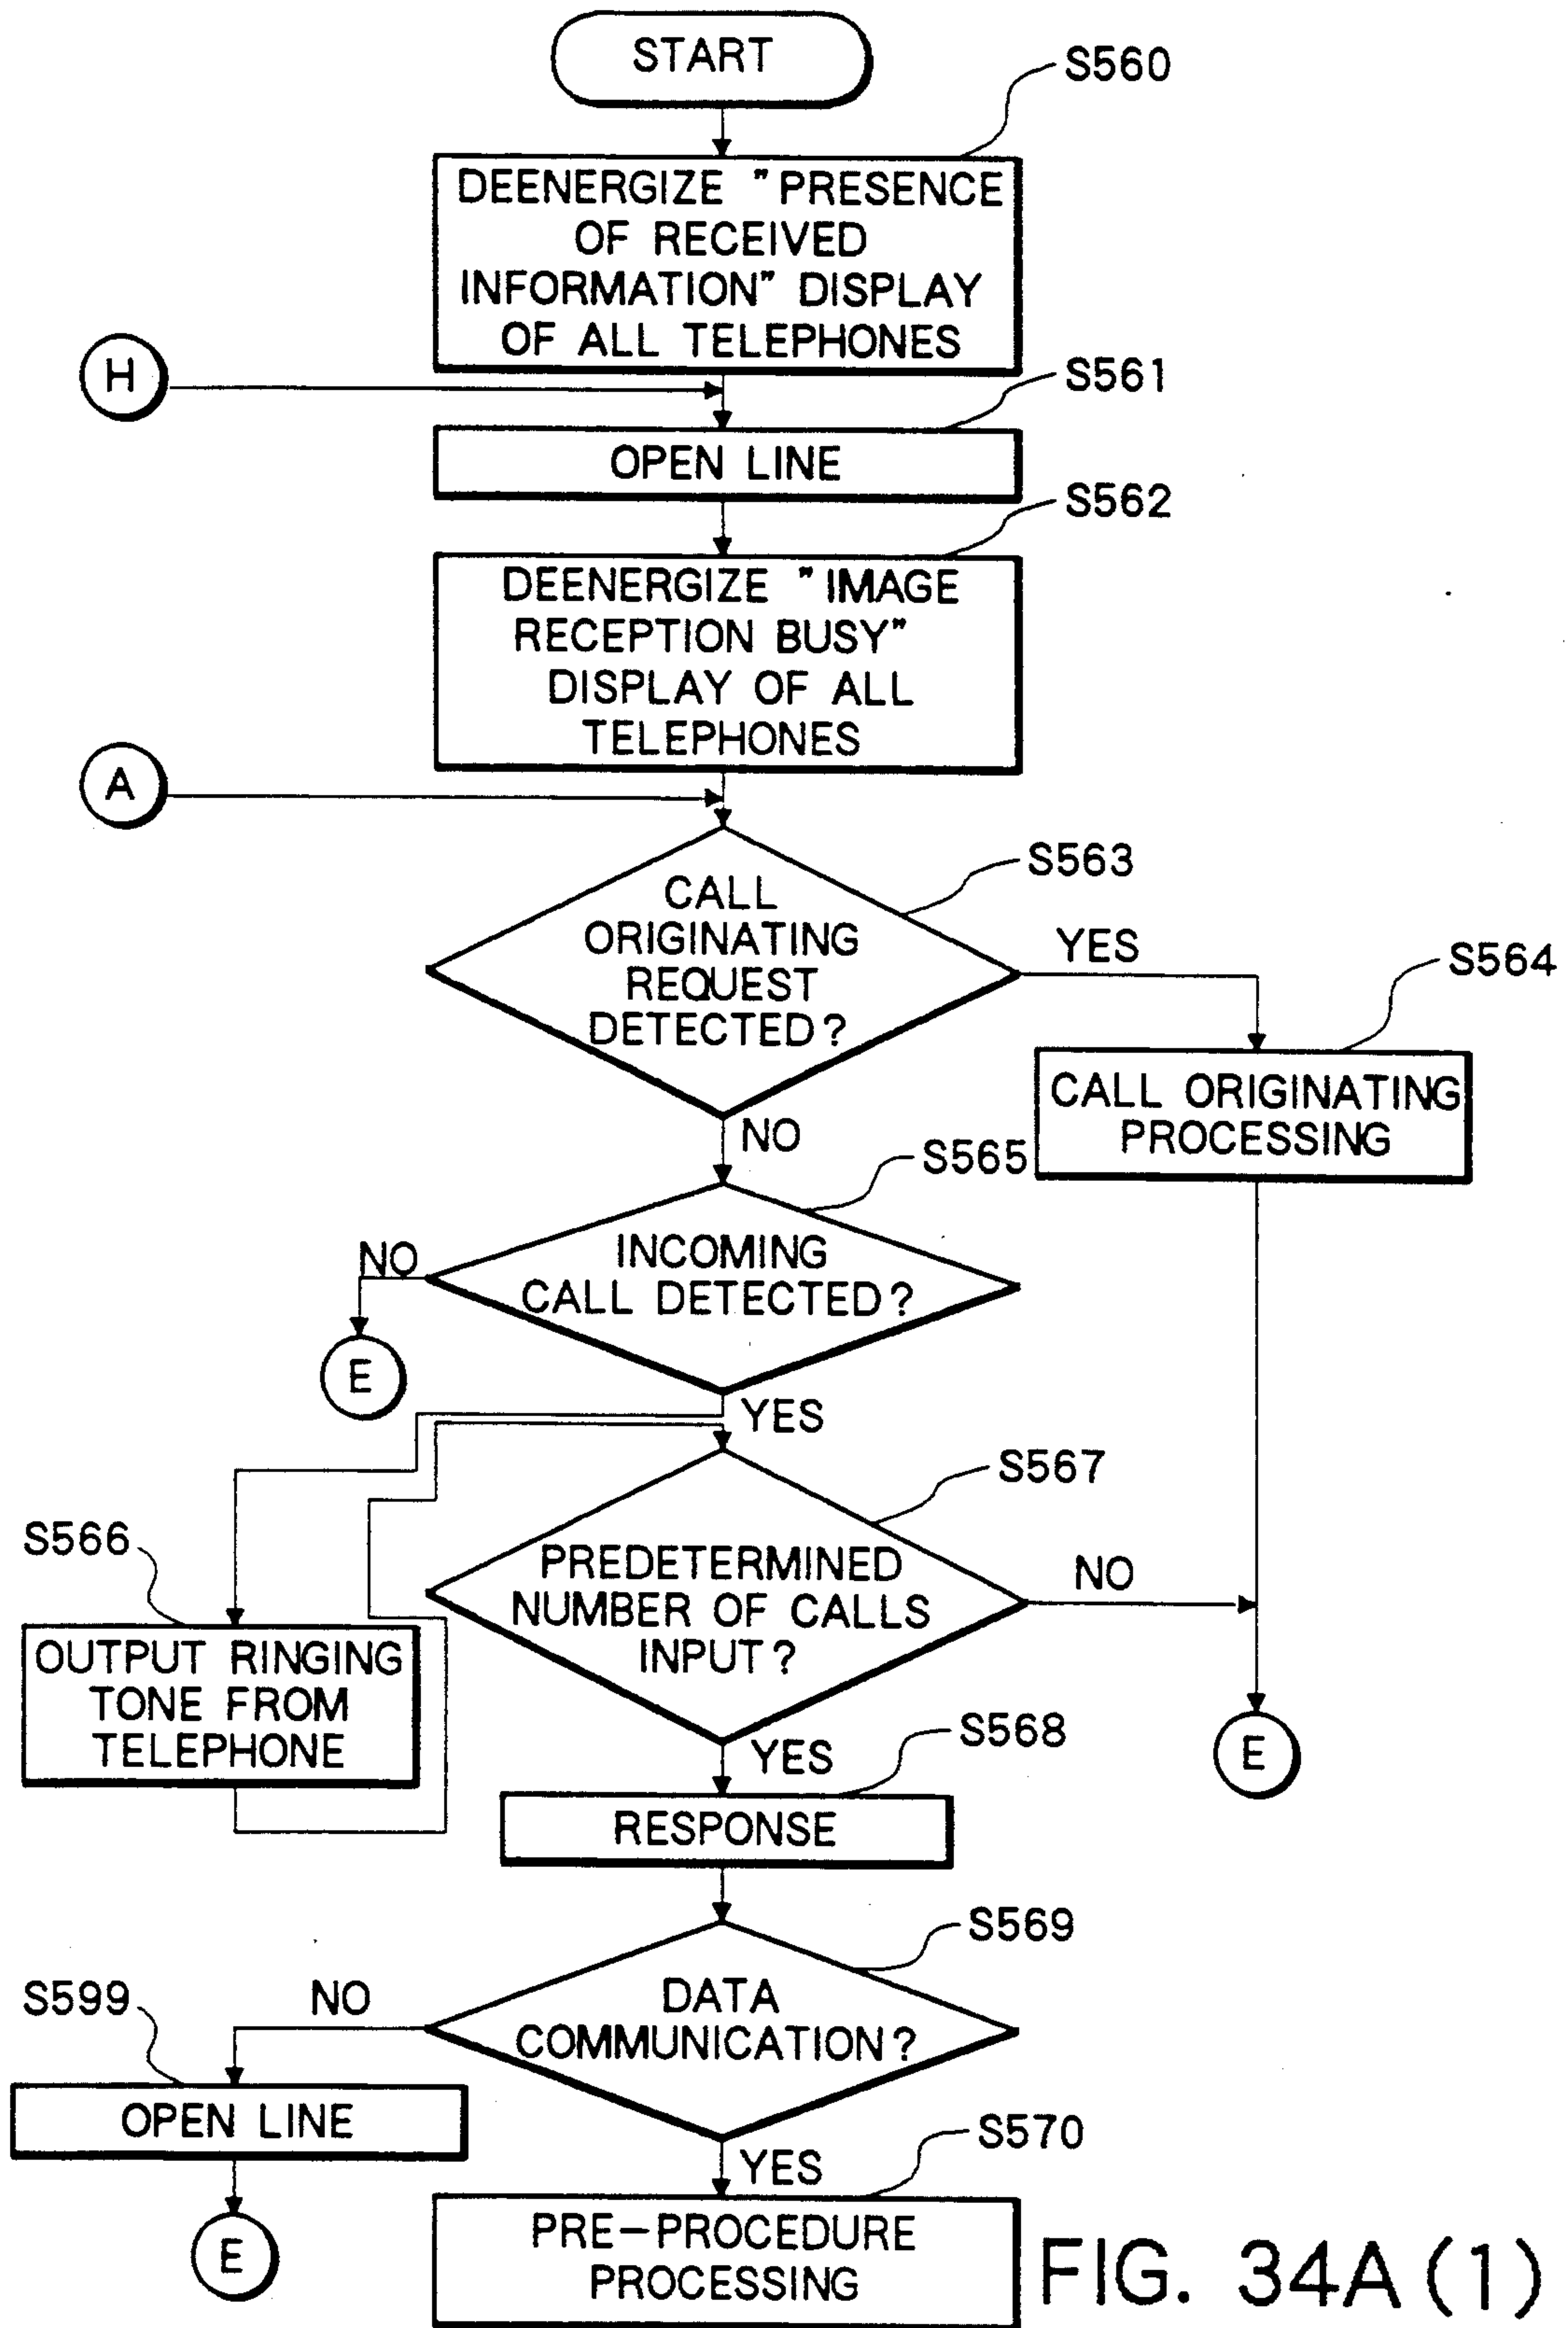 START
S560
DEENERGIZE "PRESENCE
OF RECEIVED
INFORMATION" DISPLAY
OF ALL TELEPHONES
H
S561
OPEN LINE
S562
DEENERGIZE "IMAGE
RECEPTION BUSY"
DISPLAY OF ALL
TELEPHONES
A
S563
CALL
ORIGINATING
REQUEST
DETECTED?
YES
S564
CALL ORIGINATING
PROCESSING
NO
S565
INCOMING
CALL DETECTED?
NO
E
YES
S567
PREDETERMINED
NUMBER OF CALLS
INPUT?
NO
S566
OUTPUT RINGING
TONE FROM
TELEPHONE
E
YES
S568
RESPONSE
S569
DATA
COMMUNICATION?
NO
S599
OPEN LINE
E
YES
S570
PRE-PROCEDURE
PROCESSING
FIG. 34A(1)